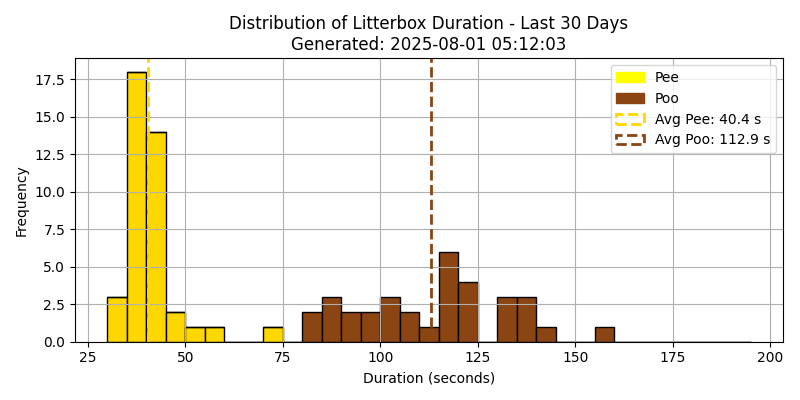 Distribution of Litterbox Duration - Last 30 Days
Generated: 2025-08-01 05:12:03
Pee
Poo
Avg Pee: 40.4 s
Avg Poo: 112.9 s
Frequency
17.5
15.0
12.5
10.0
7.5
5.0
2.5
0.0
25 50 75 100 125 150 175 200
Duration (seconds)